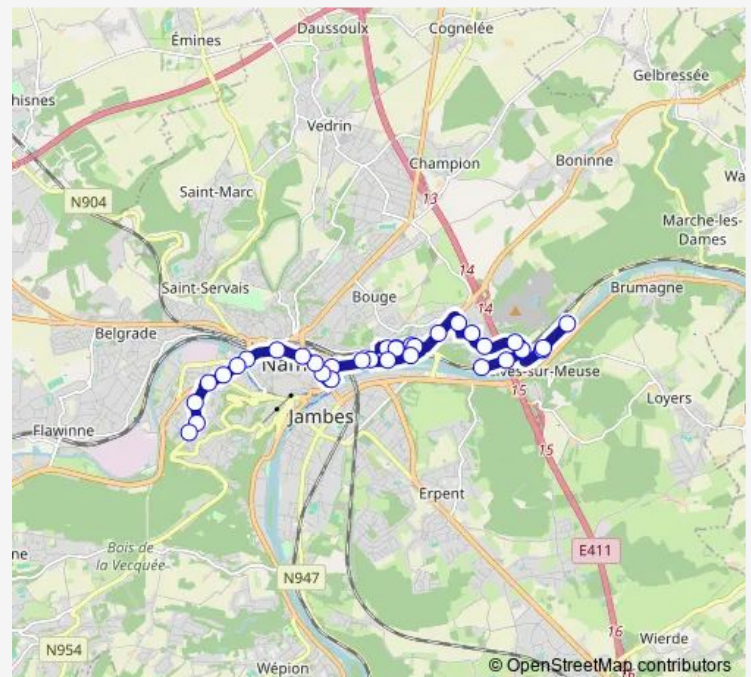 Daussoulx
Cognelée
Émines
Gelbressée
hisnes
Vedrin
Champion
Boninne
Wa
13
Saint-Marc
N904
Marche-les-
Dames
14
Saint-Servais
Brumagne
Bouge
14
Belgrade
Nam
ves-sur-Meuse
15
Loyers
Jambes
Flawinne
15
Erpent
ne
Bois de
la Vecquée
E411
N947
16
Wierde
N954
Wépion
16
© OpenStreetMap contributors